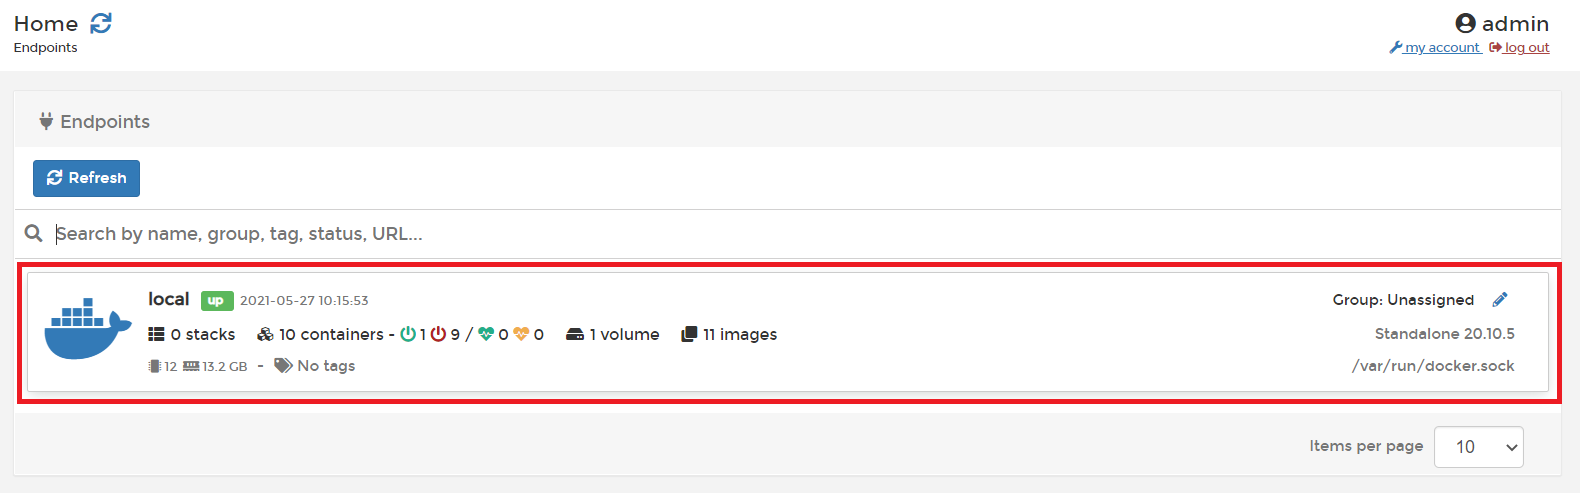 Home
admin
Endpoints
my account log out
Endpoints
Refresh
Search by name, group, tag, status, URL...
local up 2021-05-27 10:15:53
Group: Unassigned
0 stacks 10 containers - 1 9 / 0 0 1 volume 11 images
Standalone 20.10.5
12 13.2 GB - No tags
/var/run/docker.sock
Items per page 10